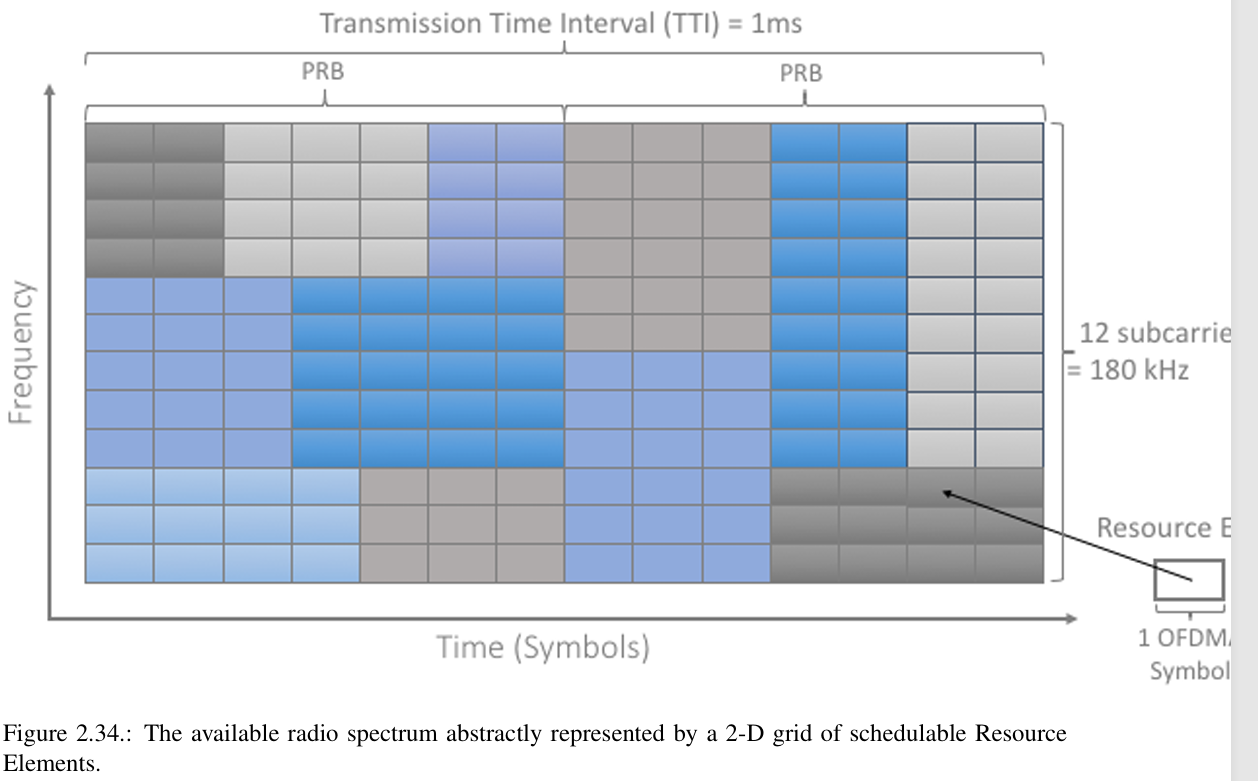 Transmission Time Interval (TTI) = 1ms
PRB
PRB
Frequency
12 subcarrie
= 180 kHz
Resource E
1 OFDMA
Symbol
Time (Symbols)
Figure 2.34.: The available radio spectrum abstractly represented by a 2-D grid of schedulable Resource
Elements.